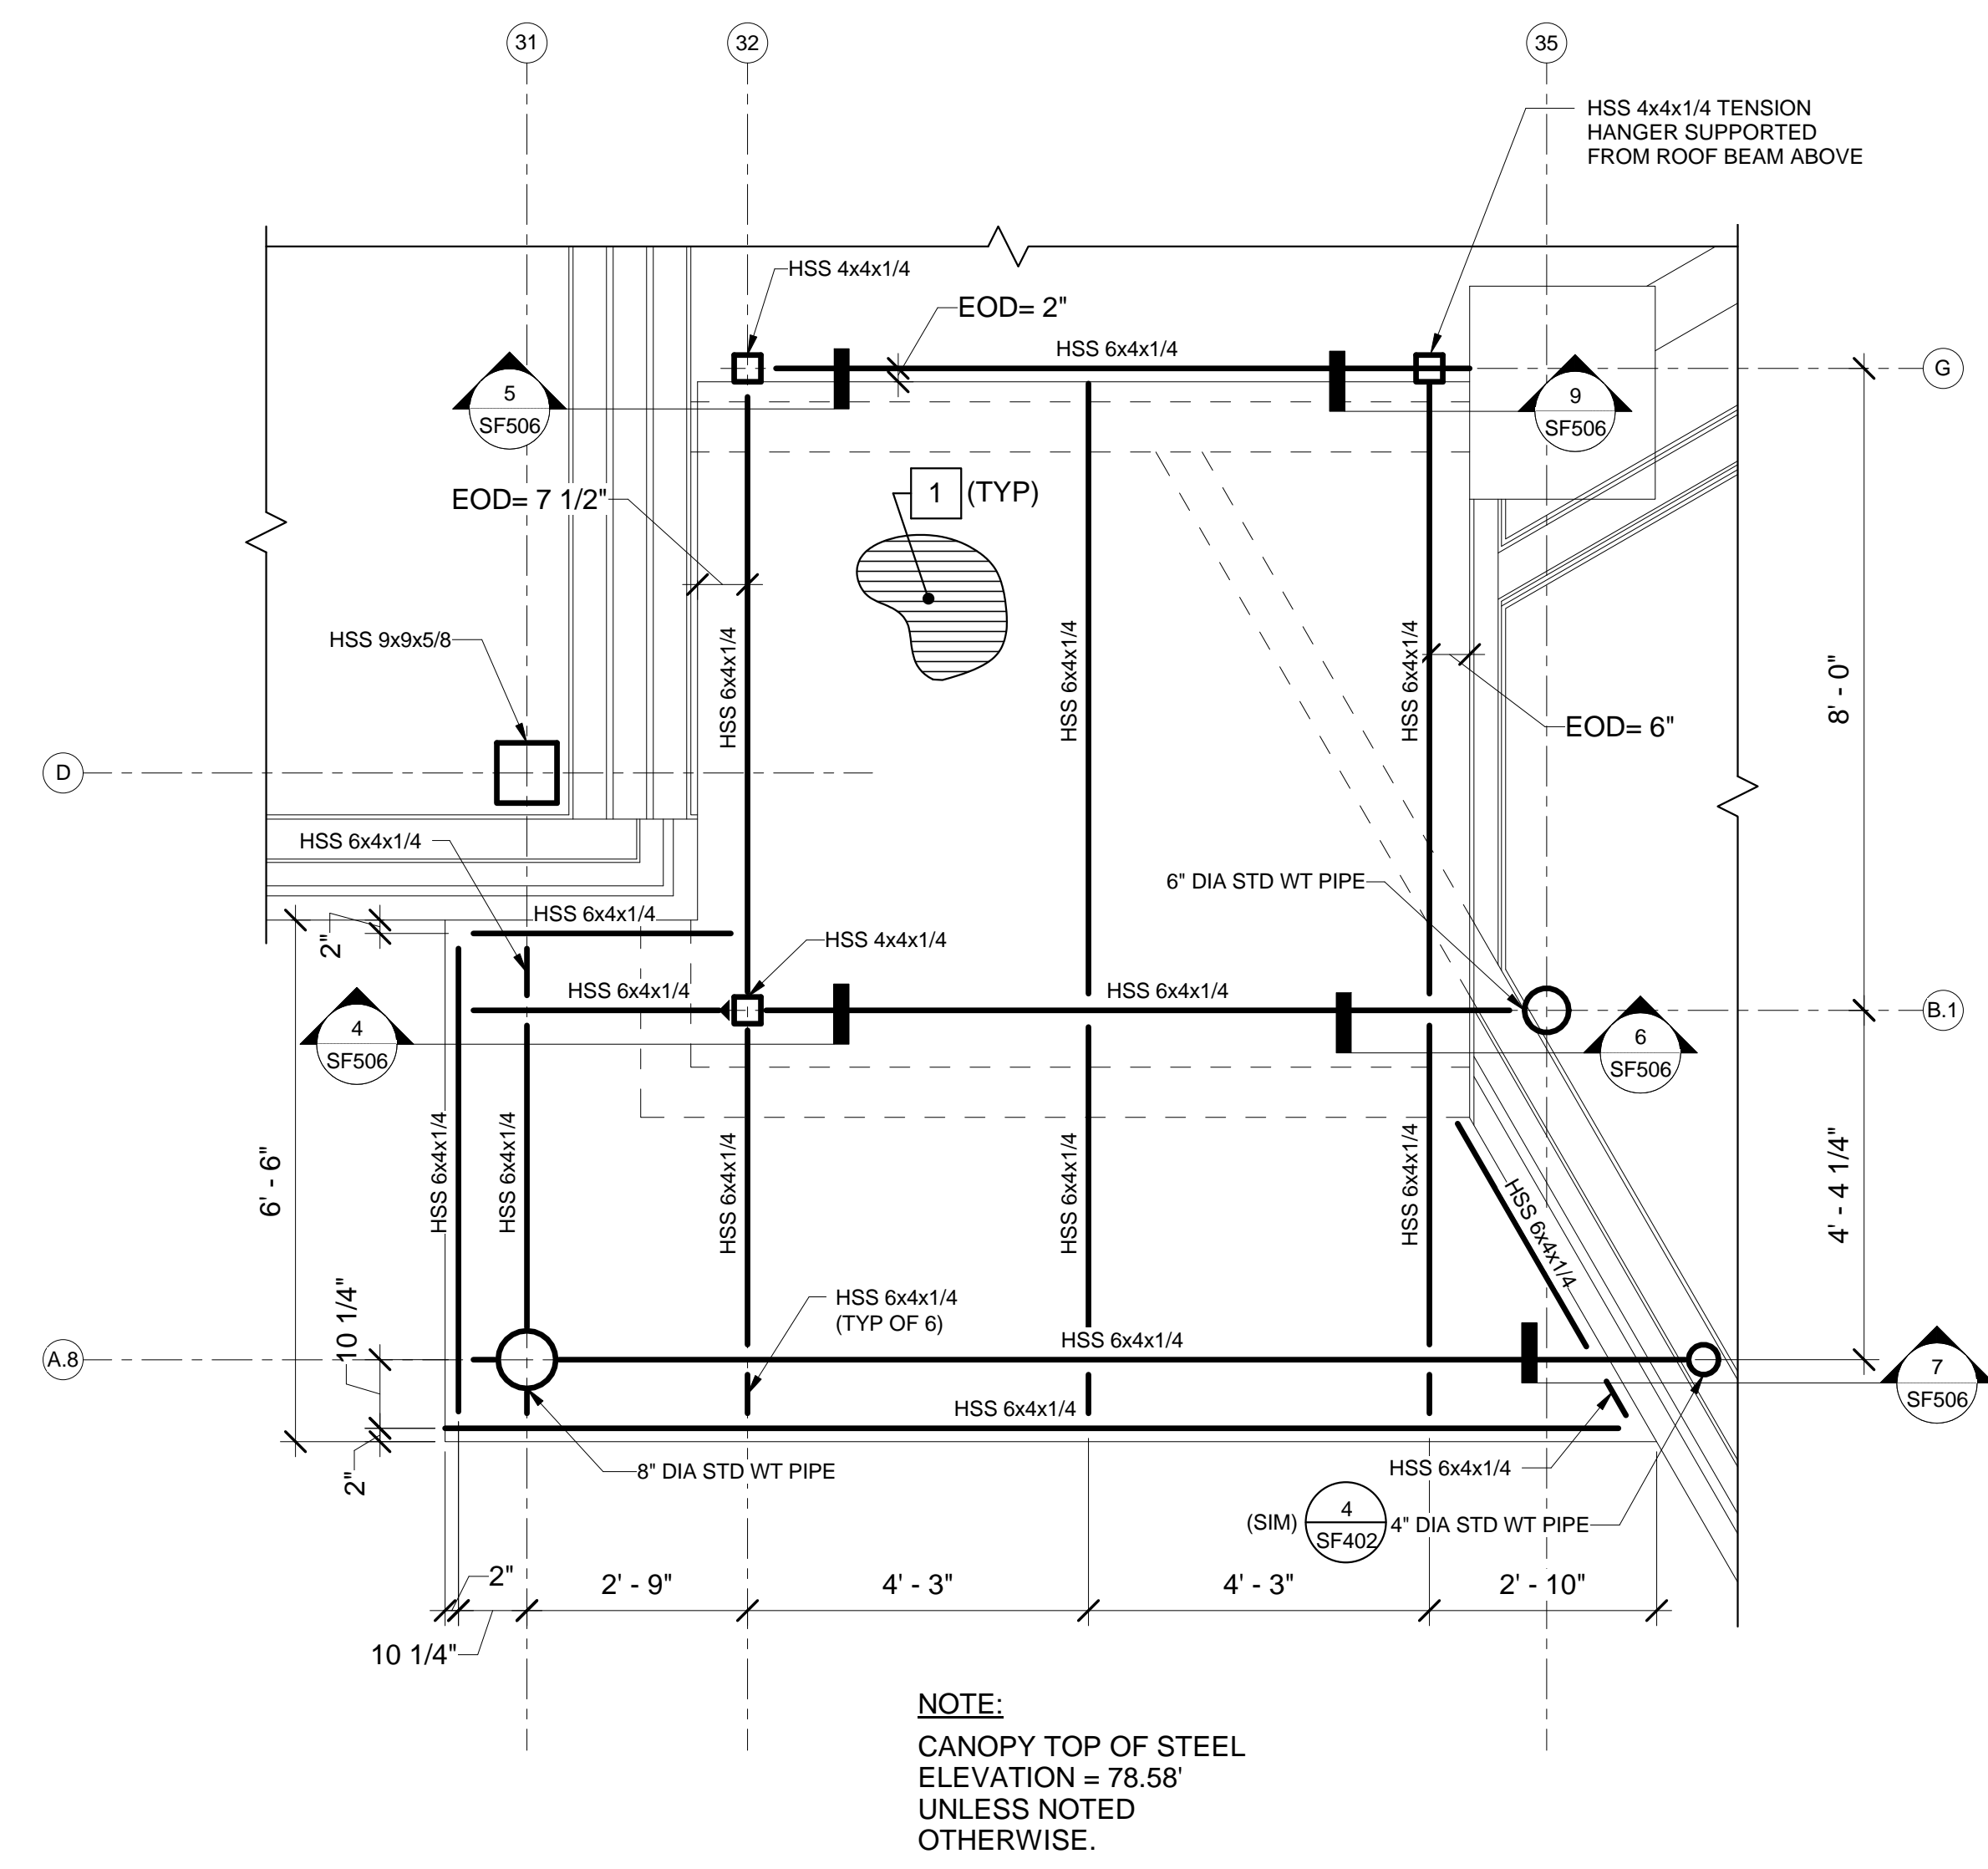 31
32
35
HSS 4x4x1/4 TENSION
HANGER SUPPORTED
FROM ROOF BEAM ABOVE
HSS 4x4x1/4
EOD= 2"
HSS 6x4x1/4
G
5
SF506
9
SF506
EOD= 7 1/2"
1 (TYP)
HSS 9x9x5/8
HSS 6x4x1/4
HSS 6x4x1/4
HSS 6x4x1/4
EOD= 6"
8' - 0"
D
HSS 6x4x1/4
6" DIA STD WT PIPE
HSS 6x4x1/4
2"
HSS 4x4x1/4
HSS 6x4x1/4
HSS 6x4x1/4
B.1
4
SF506
6
SF506
6' - 6"
HSS 6x4x1/4
HSS 6x4x1/4
HSS 6x4x1/4
HSS 6x4x1/4
HSS 6x4x1/4
HSS 6x4x1/4
4' - 4 1/4"
10 1/4"
HSS 6x4x1/4
(TYP OF 6)
HSS 6x4x1/4
A.8
7
SF506
HSS 6x4x1/4
2"
8" DIA STD WT PIPE
HSS 6x4x1/4
(SIM)
4
SF402
4" DIA STD WT PIPE
2"
2' - 9"
4' - 3"
4' - 3"
2' - 10"
10 1/4"
NOTE:
CANOPY TOP OF STEEL
ELEVATION = 78.58'
UNLESS NOTED
OTHERWISE.